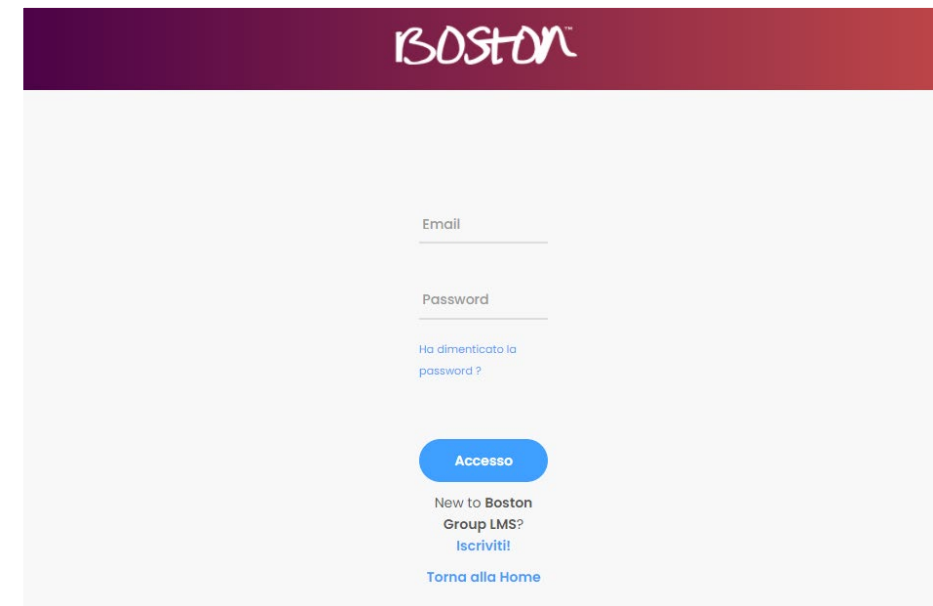 BOSTON™
Email
Password
Ha dimenticato la
password ?
Accesso
New to Boston
Group LMS?
Iscriviti!
Torna alla Home